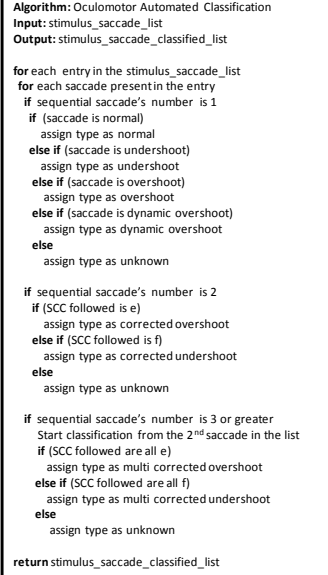 Algorithm: Oculomotor Automated Classification
Input: stimulus_saccade_list
Output: stimulus_saccade_classified_list
for each entry in the stimulus_saccade_list
for each saccade present in the entry
if sequential saccade's number is 1
if (saccade is normal)
assign type as normal
else if (saccade is undershoot)
assign type as undershoot
else if (saccade is overshoot)
assign type as overshoot
else if (saccade is dynamic overshoot)
assign type as dynamic overshoot
else
assign type as unknown
if sequential saccade's number is 2
if (SCC followed is e)
assign type as corrected overshoot
else if (SCC followed is f)
assign type as corrected undershoot
else
assign type as unknown
if sequential saccade's number is 3 or greater
Start classification from the 2nd saccade in the list
if (SCC followed are all e)
assign type as multi corrected overshoot
else if (SCC followed are all f)
assign type as multi corrected undershoot
else
assign type as unknown
return stimulus_saccade_classified_list